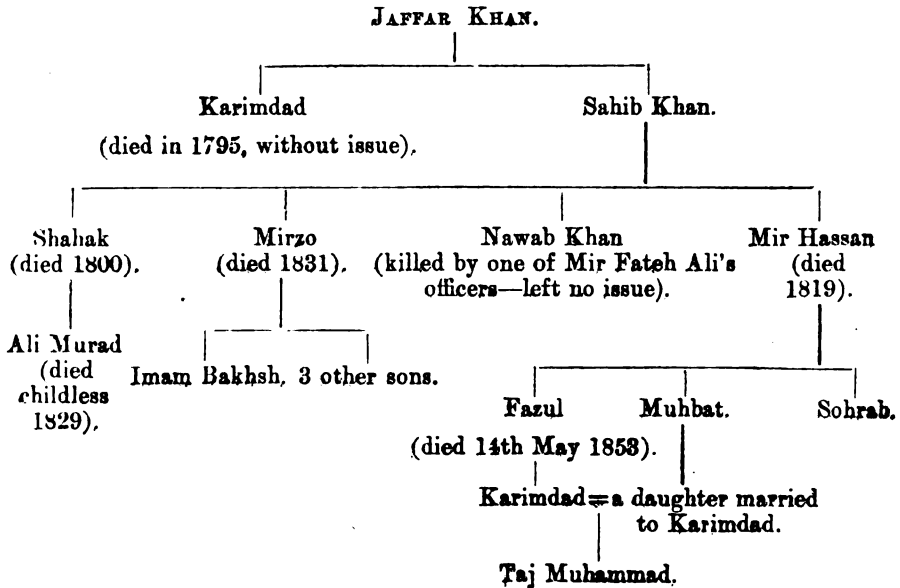 JAFFAR KHAN.
Karimdad
(died in 1795, without issue).
Sahib Khan.
Shahak
(died 1800).
Mirzo
(died 1831).
Nawab Khan
(killed by one of Mir Fateh Ali's
officers—left no issue).
Mir Hassan
(died
1819).
Ali Murad
(died
childless
1829).
Imam Bakhsh, 3 other sons.
Fazul
(died 14th May 1853).
Muhbat.
Sohrab.
Karimdad=a daughter married
to Karimdad.
Taj Muhammad.